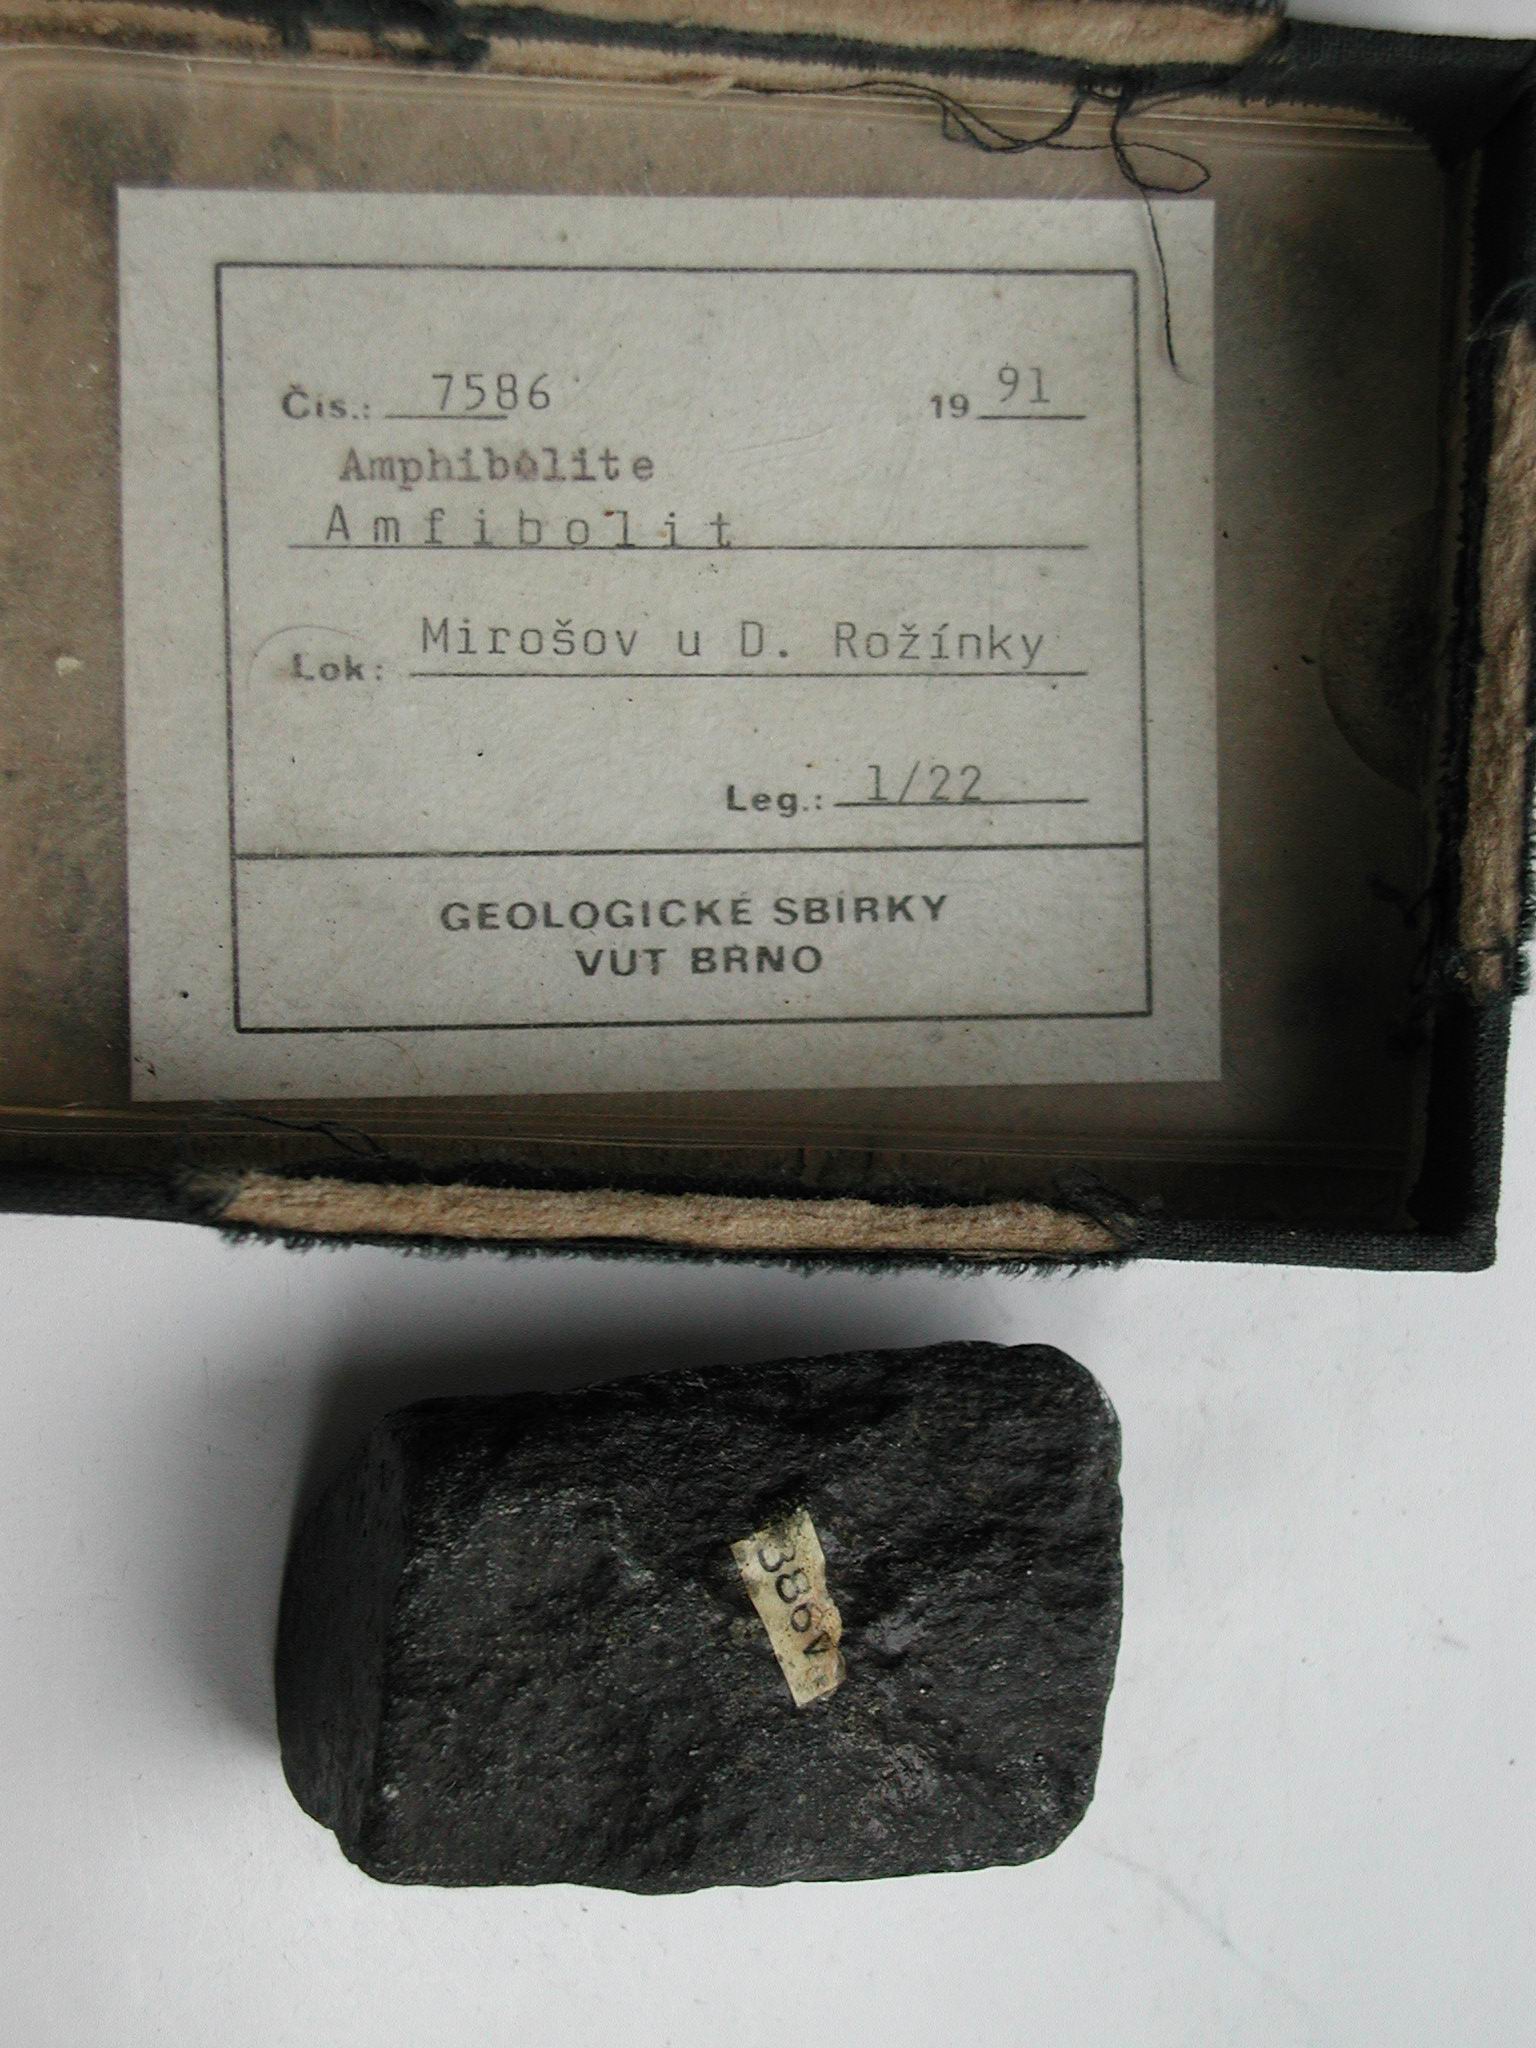 Čís.: 7586 19 91
Amphibolite
Amfibolit
Lok: Mirošov u D. Rožínky
Leg.: 1/22
GEOLOGICKÉ SBÍRKY
VUT BRNO